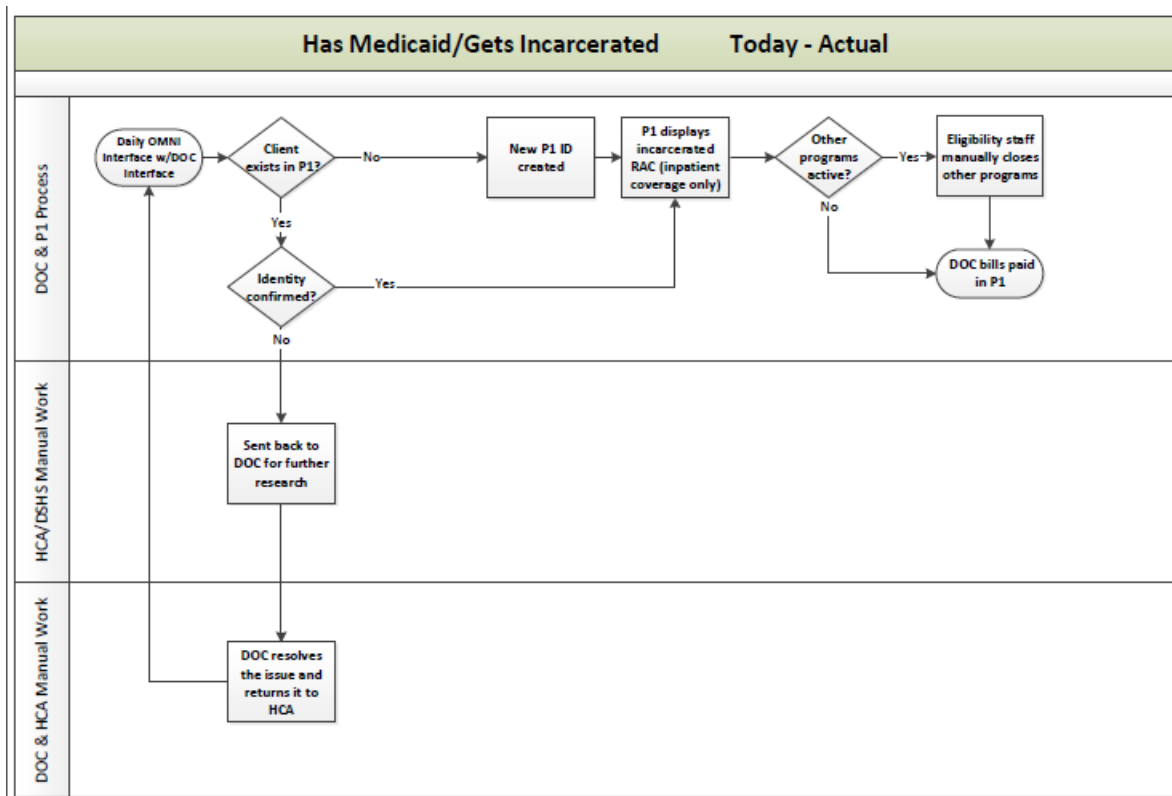 Has Medicaid/Gets Incarcerated Today - Actual
DOC & P1 Process
Daily OMNI
Interface w/DOC
Interface
Client
exists in P1?
No
New P1 ID
created
P1 displays
incarcerated
RAC (inpatient
coverage only)
Other
programs
active?
Yes
Eligibility staff
manually closes
other programs
No
DOC bills paid
in P1
Yes
Identity
confirmed?
Yes
No
HCA/DSHS Manual Work
Sent back to
DOC for further
research
DOC & HCA Manual Work
DOC resolves
the issue and
returns it to
HCA